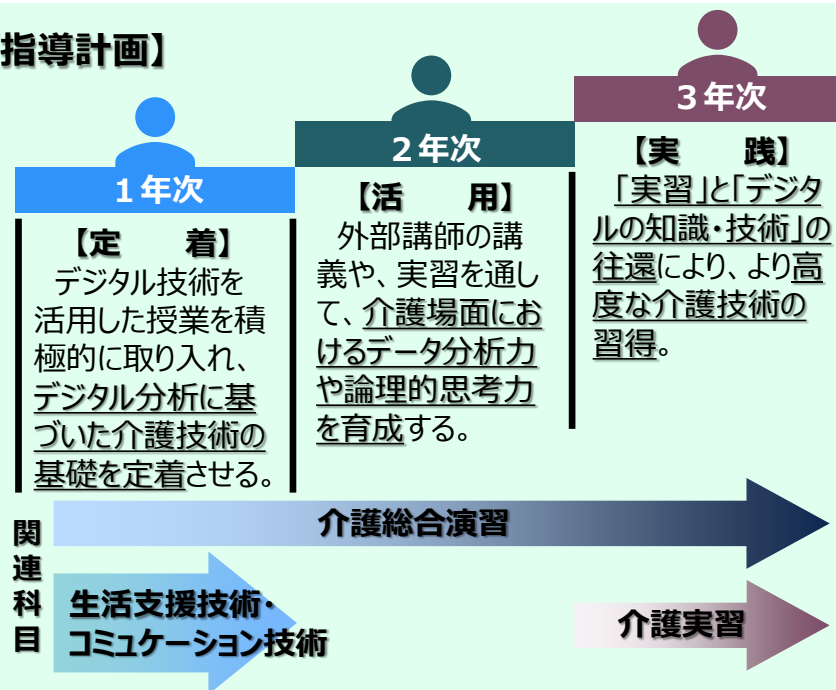 指導計画】
1年次
【定　着】
デジタル技術を
活用した授業を積
極的に取り入れ、
デジタル分析に基
づいた介護技術の
基礎を定着させる。
2年次
【活　用】
外部講師の講
義や、実習を通し
て、介護場面にお
けるデータ分析力
や論理的思考力
を育成する。
3年次
【実　践】
「実習」と「デジタ
ルの知識・技術」の
往還により、より高
度な介護技術の
習得。
関連科目
介護総合演習
生活支援技術・
コミュケーション技術
介護実習